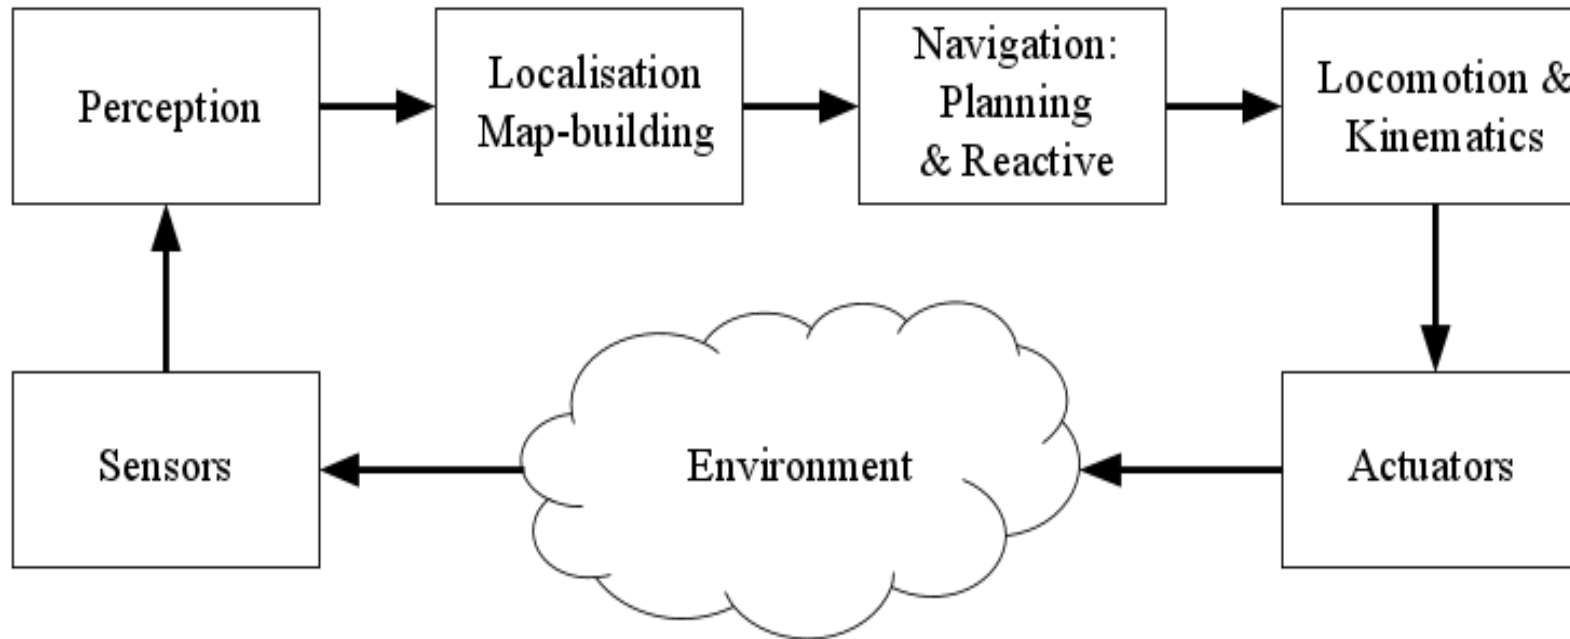 Perception
Localisation
Map-building
Navigation:
Planning
& Reactive
Locomotion &
Kinematics
Sensors
Environment
Actuators